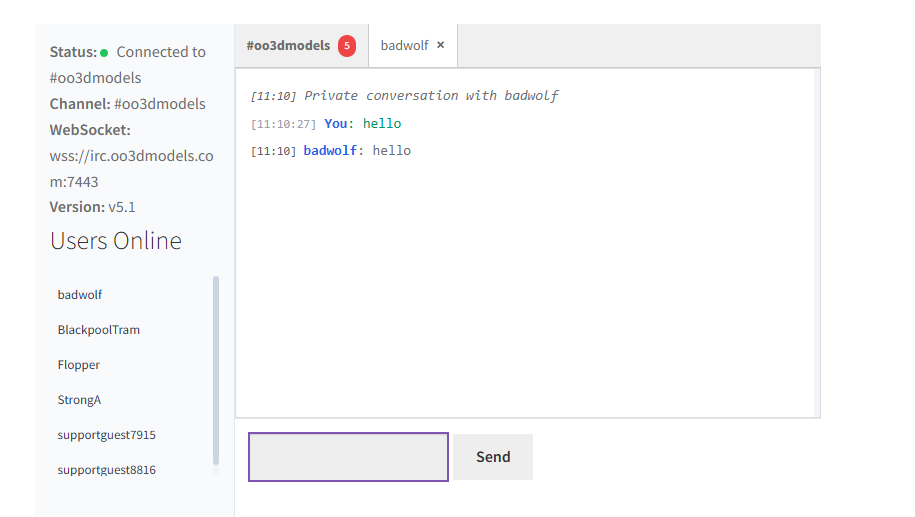 Status: Connected to
#oo3dmodels
Channel: #oo3dmodels
WebSocket:
wss://irc.oo3dmodels.co
m:7443
Version: v5.1
Users Online
badwolf
BlackpoolTram
Flopper
StrongA
supportguest7915
supportguest8816
#oo3dmodels 5 badwolf ×
[11:10] Private conversation with badwolf
[11:10:27] You: hello
[11:10] badwolf: hello
Send